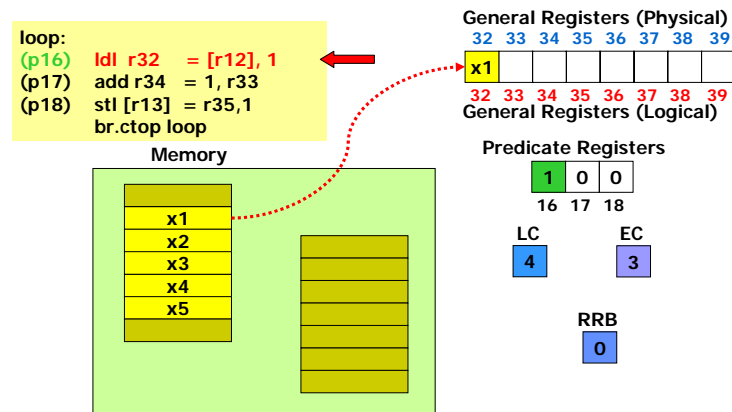 loop:
(p16) ldl r32 = [r12], 1
(p17) add r34 = 1, r33
(p18) stl [r13] = r35,1
br.ctop loop
General Registers (Physical)
32 33 34 35 36 37 38 39
x1
32 33 34 35 36 37 38 39
General Registers (Logical)
Memory
x1
x2
x3
x4
x5
Predicate Registers
1 0 0
16 17 18
LC EC
4 3
RRB
0